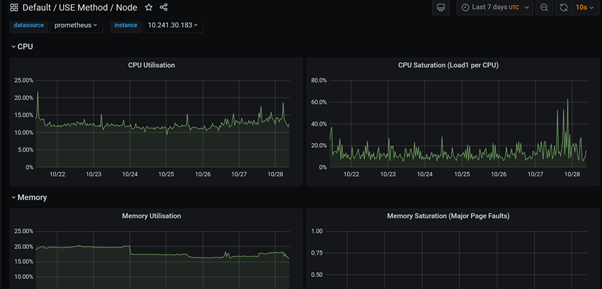 Default / USE Method / Node
Last 7 days UTC
10s
datasource prometheus instance 10.241.30.183
CPU
CPU Utilisation
25.00%
20.00%
15.00%
10.00%
5.00%
0%
10/22 10/23 10/24 10/25 10/26 10/27 10/28
CPU Saturation (Load1 per CPU)
80.0%
60.0%
40.0%
20.0%
0%
10/22 10/23 10/24 10/25 10/26 10/27 10/28
Memory
Memory Utilisation
25.00%
20.00%
15.00%
10.00%
Memory Saturation (Major Page Faults)
1.00
0.75
0.50